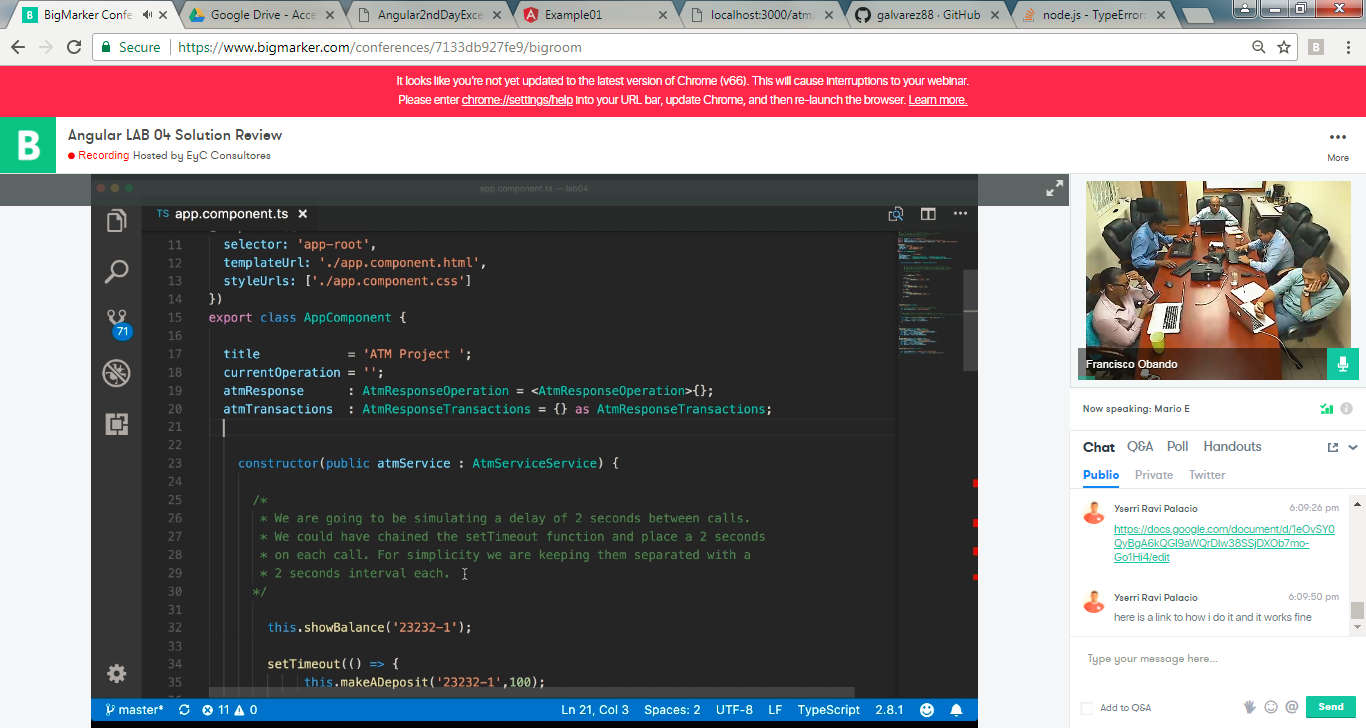 BigMarker Confe
Google Drive - Acce
Angular2ndDayExce
Example01
localhost:3000/atm/
galvarez88 · GitHub
node.js - TypeError:
Secure
https://www.bigmarker.com/conferences/7133db927fe9/bigroom
B
It looks like you're not yet updated to the latest version of Chrome (v66). This will cause interruptions to your webinar.
Please enter chrome://settings/help into your URL bar, update Chrome, and then re-launch the browser. Learn more.
B
Angular LAB 04 Solution Review
Recording Hosted by EyC Consultores
More
app.component.ts — lab04
TS app.component.ts
71
11 selector: 'app-root',
12 templateUrl: './app.component.html',
13 styleUrls: ['./app.component.css']
14 })
15 export class AppComponent {
16
17 title = 'ATM Project ';
18 currentOperation = '';
19 atmResponse : AtmResponseOperation = <AtmResponseOperation>{};
20 atmTransactions : AtmResponseTransactions = {} as AtmResponseTransactions;
21
22
23 constructor(public atmService : AtmServiceService) {
24
25 /*
26 * We are going to be simulating a delay of 2 seconds between calls.
27 * We could have chained the setTimeout function and place a 2 seconds
28 * on each call. For simplicity we are keeping them separated with a
29 * 2 seconds interval each.
30 */
31
32 this.showBalance('23232-1');
33
34 setTimeout(() => {
35 this.makeADeposit('23232-1',100);
master* 11 0
Ln 21, Col 3 Spaces: 2 UTF-8 LF TypeScript 2.8.1
Francisco Obando
Now speaking: Mario E
Chat Q&A Poll Handouts
Public Private Twitter
Yserri Ravi Palacio 6:09:26 pm
https://docs.google.com/document/d/1eOvSY0
QyBgA6kQGI9aWQrDIw38SSjDXOb7mo-
Go1Hi4/edit
Yserri Ravi Palacio 6:09:50 pm
here is a link to how i do it and it works fine
Type your message here...
Add to Q&A
@
Send